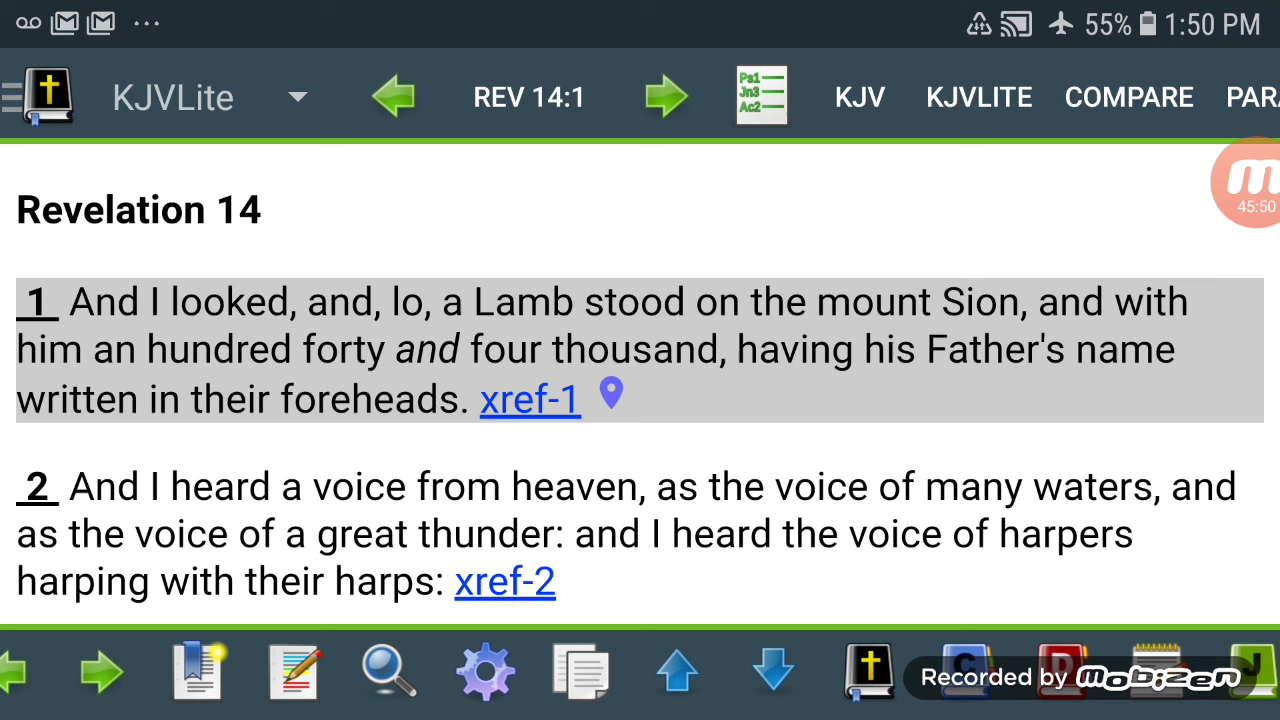 55% 1:50 PM
KJVLite REV 14:1 Ps1 Jn3 Ac2 KJV KJVLITE COMPARE PARA
45:50
Revelation 14
1 And I looked, and, lo, a Lamb stood on the mount Sion, and with
him an hundred forty and four thousand, having his Father's name
written in their foreheads. xref-1
2 And I heard a voice from heaven, as the voice of many waters, and
as the voice of a great thunder: and I heard the voice of harpers
harping with their harps: xref-2
C D J
Recorded by mobizen